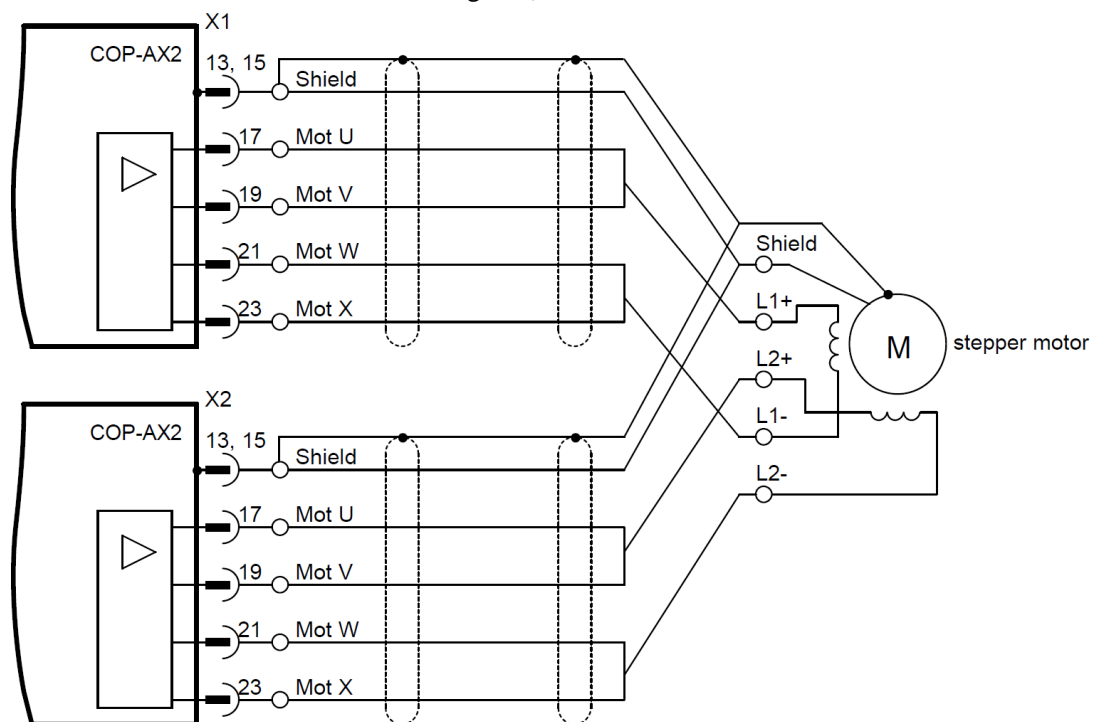 X1
COP-AX2
13, 15
Shield
17
Mot U
19
Mot V
21
Mot W
23
Mot X
Shield
L1+
L2+
L1-
L2-
M
stepper motor
X2
COP-AX2
13, 15
Shield
17
Mot U
19
Mot V
21
Mot W
23
Mot X